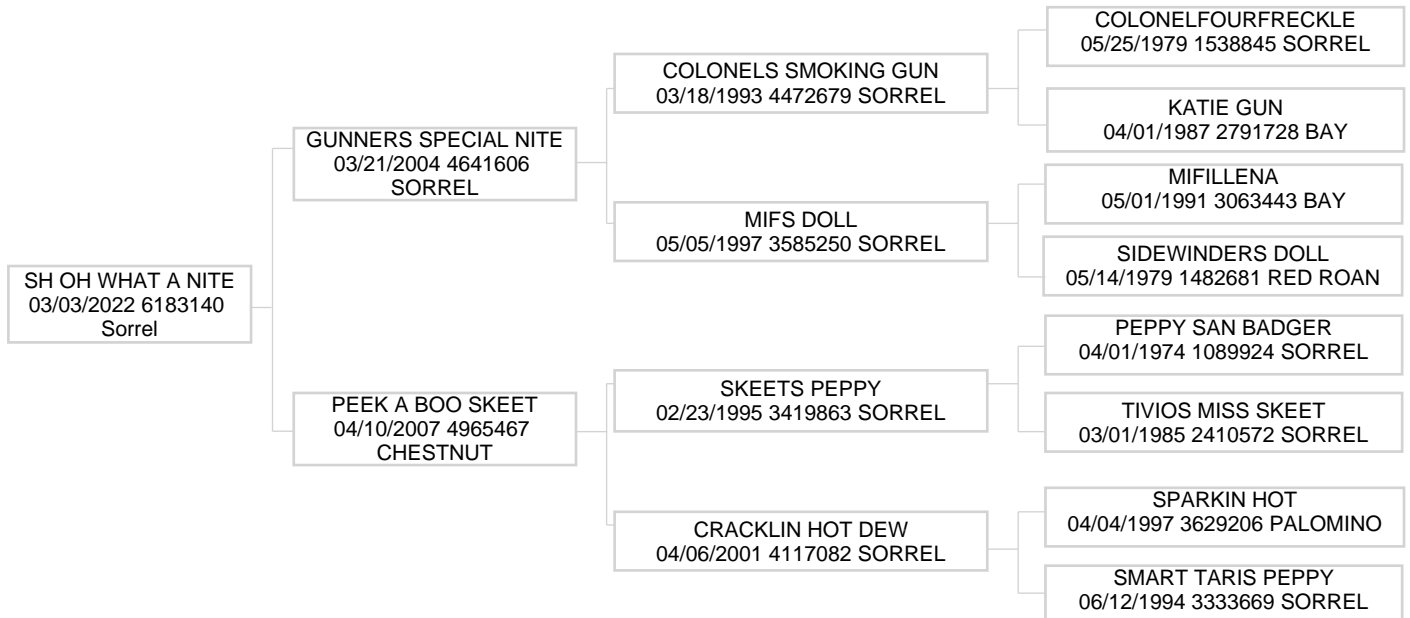 SH OH WHAT A NITE
03/03/2022 6183140
Sorrel
GUNNERS SPECIAL NITE
03/21/2004 4641606
SORREL
PEEK A BOO SKEET
04/10/2007 4965467
CHESTNUT
COLONELS SMOKING GUN
03/18/1993 4472679 SORREL
MIFS DOLL
05/05/1997 3585250 SORREL
SKEETS PEPPY
02/23/1995 3419863 SORREL
CRACKLIN HOT DEW
04/06/2001 4117082 SORREL
COLONELFOURFRECKLE
05/25/1979 1538845 SORREL
KATIE GUN
04/01/1987 2791728 BAY
MIFILLENA
05/01/1991 3063443 BAY
SIDEWINDERS DOLL
05/14/1979 1482681 RED ROAN
PEPPY SAN BADGER
04/01/1974 1089924 SORREL
TIVIOS MISS SKEET
03/01/1985 2410572 SORREL
SPARKIN HOT
04/04/1997 3629206 PALOMINO
SMART TARIS PEPPY
06/12/1994 3333669 SORREL